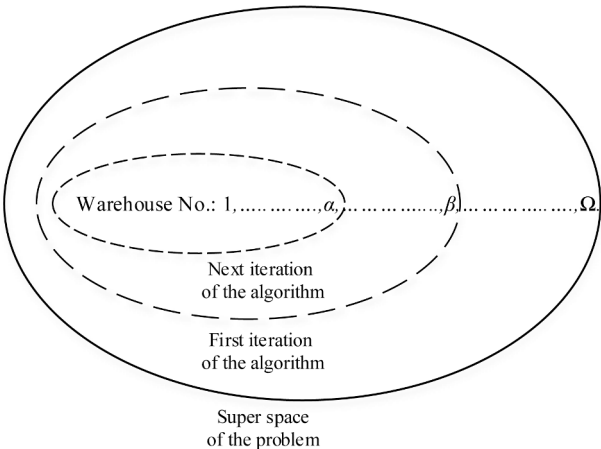 Warehouse No.: 1,...........,α,..................,β,.....................,Ω.
Next iteration
of the algorithm
First iteration
of the algorithm
Super space
of the problem